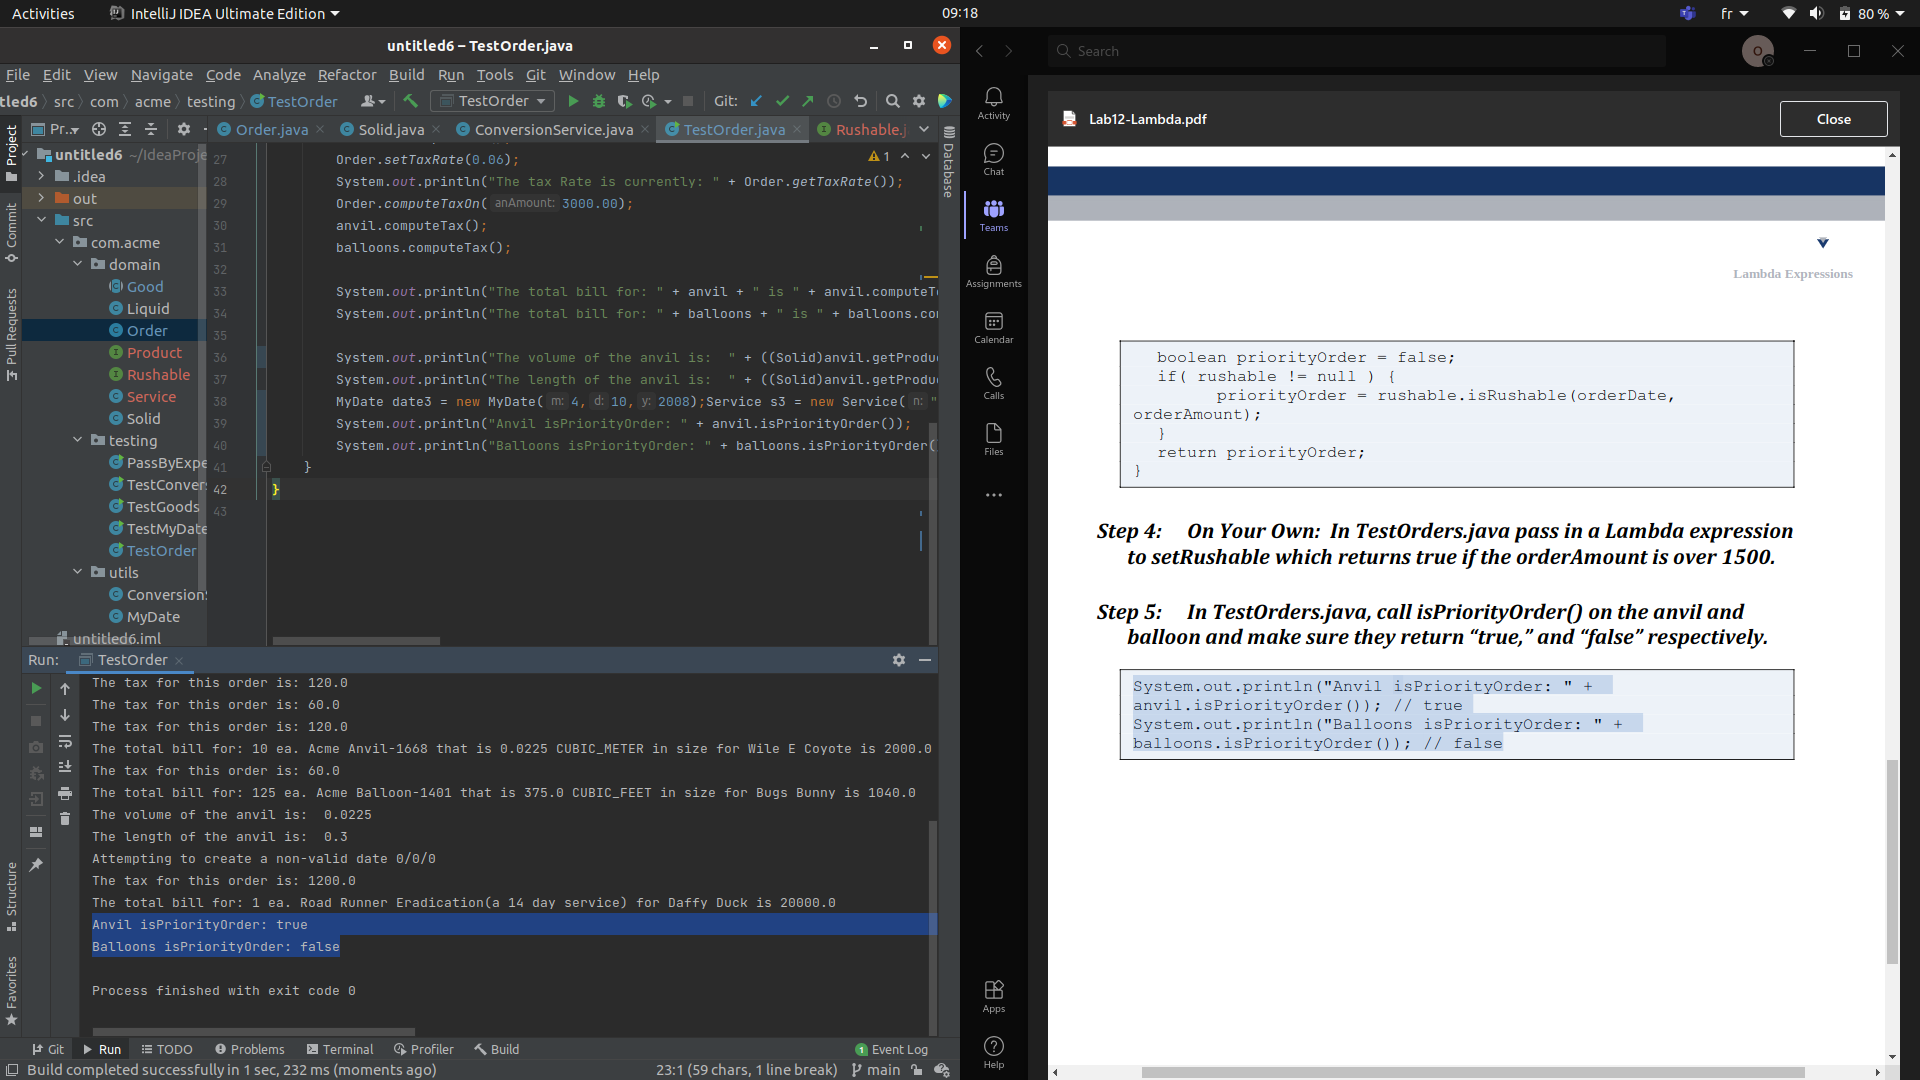 Activities
IntelliJ IDEA Ultimate Edition
09:18
fr
80 %
untitled6 – TestOrder.java
File Edit View Navigate Code Analyze Refactor Build Run Tools Git Window Help
tled6 src com acme testing TestOrder
TestOrder
Git:
Project
Pr...
Order.java
Solid.java
ConversionService.java
TestOrder.java
Rushable.j
Database
Commit
Pull Requests
Structure
Favorites
untitled6 ~/IdeaProje
.idea
out
src
com.acme
domain
Good
Liquid
Order
Product
Rushable
Service
Solid
testing
PassByExpe
TestConvers
TestGoods
TestMyDate
TestOrder
utils
ConversionS
MyDate
untitled6.iml
1
27 Order.setTaxRate(0.06);
28 System.out.println("The tax Rate is currently: " + Order.getTaxRate());
29 Order.computeTaxOn( anAmount: 3000.00);
30 anvil.computeTax();
31 balloons.computeTax();
32
33 System.out.println("The total bill for: " + anvil + " is " + anvil.computeT
34 System.out.println("The total bill for: " + balloons + " is " + balloons.co
35
36 System.out.println("The volume of the anvil is:  " + ((Solid)anvil.getProdu
37 System.out.println("The length of the anvil is:  " + ((Solid)anvil.getProdu
38 MyDate date3 = new MyDate( m: 4, d: 10, y: 2008);Service s3 = new Service( n: "
39 System.out.println("Anvil isPriorityOrder: " + anvil.isPriorityOrder());
40 System.out.println("Balloons isPriorityOrder: " + balloons.isPriorityOrder(
41 }
42 }
43
Run: TestOrder
The tax for this order is: 120.0
The tax for this order is: 60.0
The tax for this order is: 120.0
The total bill for: 10 ea. Acme Anvil-1668 that is 0.0225 CUBIC_METER in size for Wile E Coyote is 2000.0
The tax for this order is: 60.0
The total bill for: 125 ea. Acme Balloon-1401 that is 375.0 CUBIC_FEET in size for Bugs Bunny is 1040.0
The volume of the anvil is:  0.0225
The length of the anvil is:  0.3
Attempting to create a non-valid date 0/0/0
The tax for this order is: 1200.0
The total bill for: 1 ea. Road Runner Eradication(a 14 day service) for Daffy Duck is 20000.0
Anvil isPriorityOrder: true
Balloons isPriorityOrder: false
Process finished with exit code 0
Git Run TODO Problems Terminal Profiler Build
1 Event Log
Build completed successfully in 1 sec, 232 ms (moments ago)
23:1 (59 chars, 1 line break)
main
Search
O
Activity
Chat
Teams
Assignments
Calendar
Calls
Files
Apps
Help
Lab12-Lambda.pdf
Close
Lambda Expressions
boolean priorityOrder = false;
if( rushable != null ) {
priorityOrder = rushable.isRushable(orderDate,
orderAmount);
}
return priorityOrder;
}
Step 4: On Your Own: In TestOrders.java pass in a Lambda expression
to setRushable which returns true if the orderAmount is over 1500.
Step 5: In TestOrders.java, call isPriorityOrder() on the anvil and
balloon and make sure they return “true,” and “false” respectively.
System.out.println("Anvil isPriorityOrder: " +
anvil.isPriorityOrder()); // true
System.out.println("Balloons isPriorityOrder: " +
balloons.isPriorityOrder()); // false